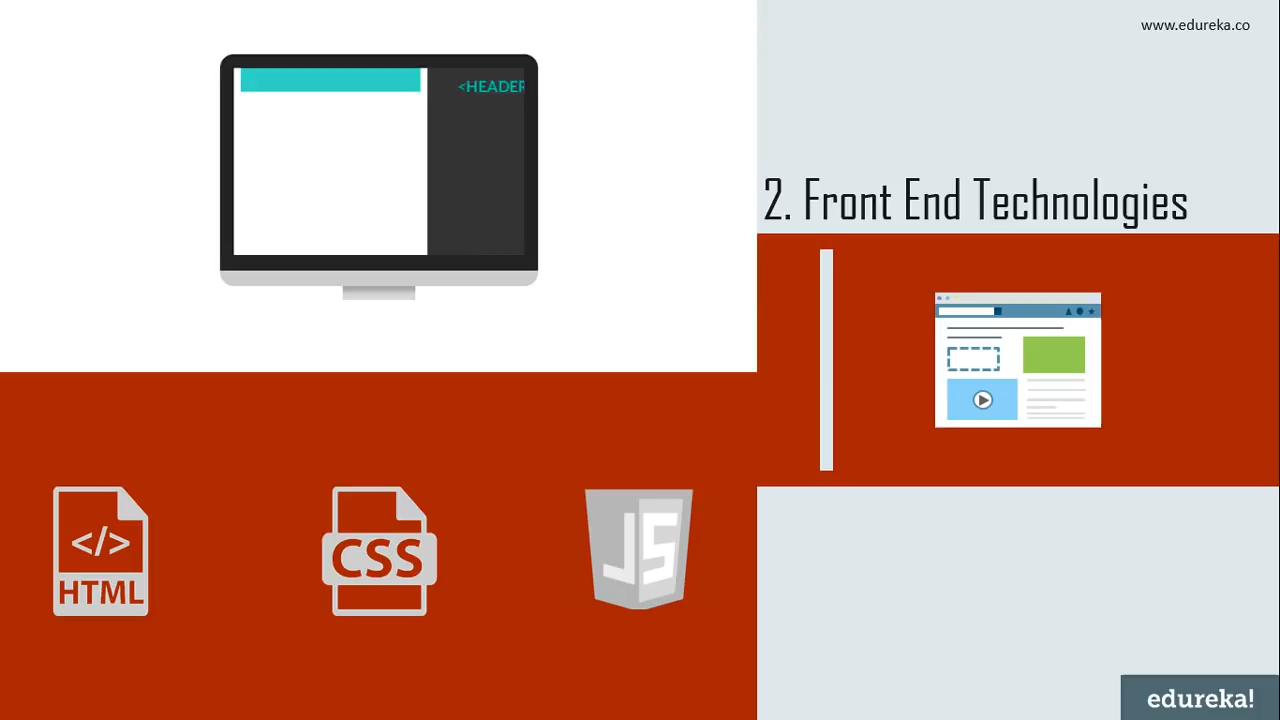 www.edureka.co
<HEADER
2. Front End Technologies
</>
HTML
CSS
JS
edureka!